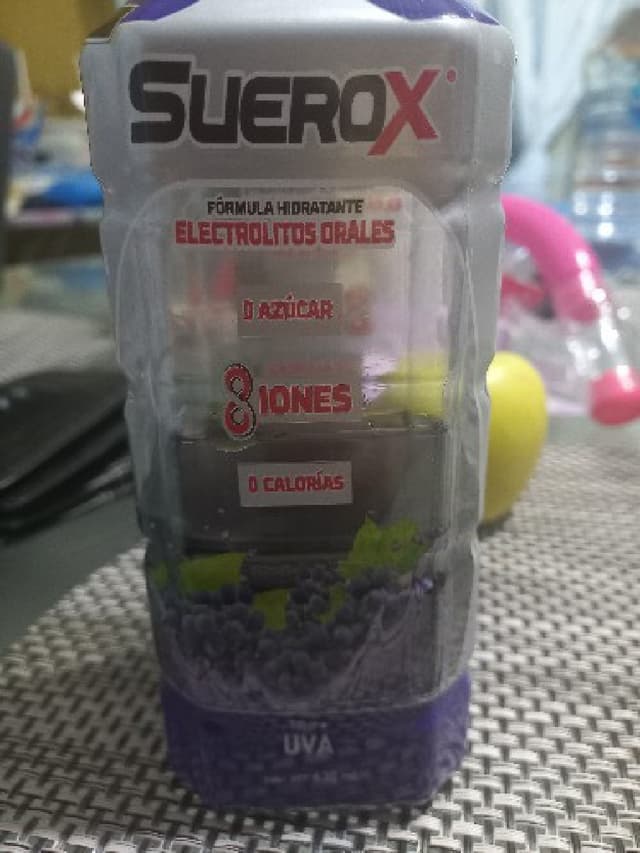 SUEROX
FÓRMULA HIDRATANTE
ELECTROLITOS ORALES
0 AZÚCAR
8 IONES
0 CALORÍAS
UVA